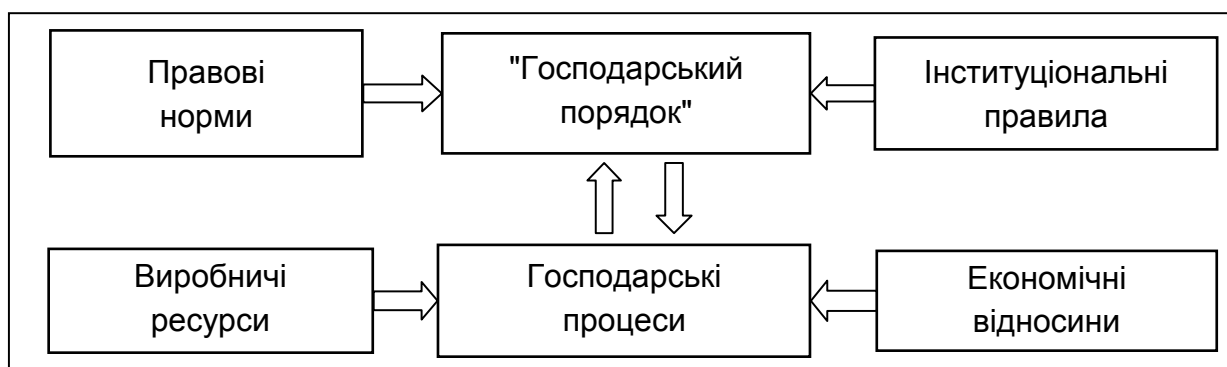 Правові
норми
"Господарський
порядок"
Інституціональні
правила
Виробничі
ресурси
Господарські
процеси
Економічні
відносини